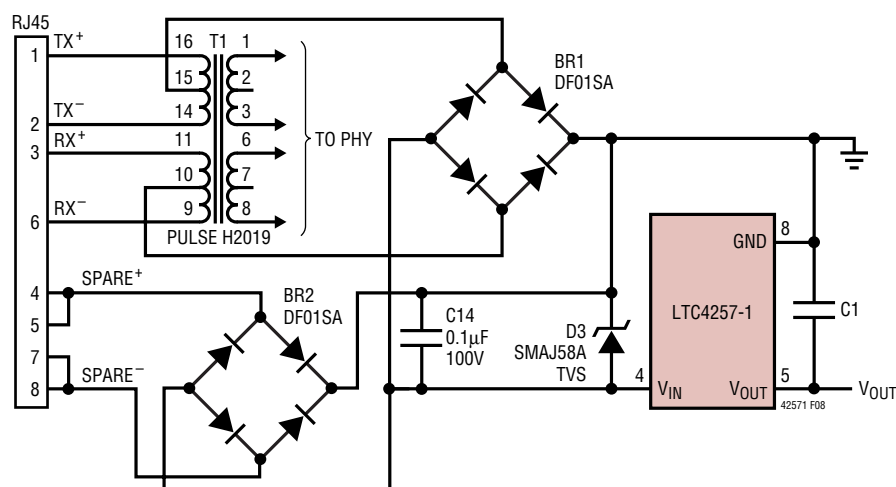 RJ45
1
TX+
2
TX−
3
RX+
6
RX−
4
SPARE+
5
7
8
SPARE−
16
T1
1
15
2
14
3
11
6
10
7
9
8
PULSE H2019
TO PHY
BR1
DF01SA
BR2
DF01SA
C14
0.1µF
100V
D3
SMAJ58A
TVS
GND
8
LTC4257-1
C1
4
VIN
VOUT
5
VOUT
42571 F08